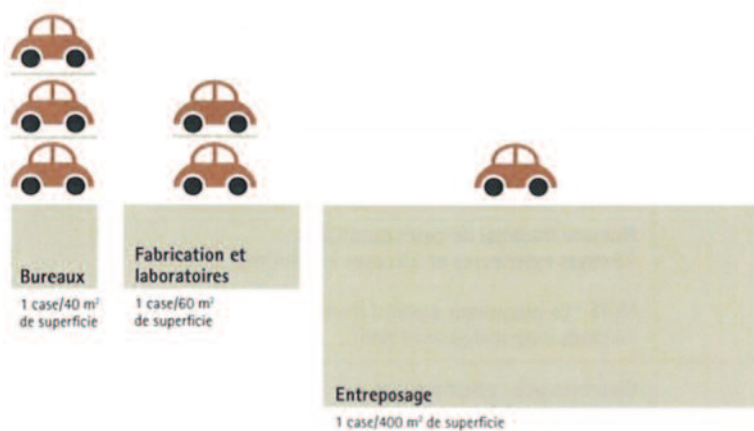 Bureaux
1 case/40 m²
de superficie
Fabrication et
laboratoires
1 case/60 m²
de superficie
Entreposage
1 case/400 m² de superficie